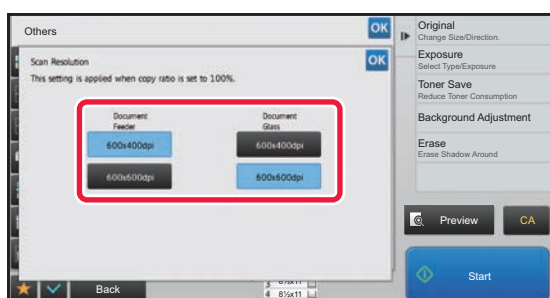 Others
OK
Scan Resolution
OK
This setting is applied when copy ratio is set to 100%.
Document
Feeder
Document
Glass
600x400dpi
600x400dpi
600x600dpi
600x600dpi
Back
8½x11
4 8½x11
Original
Change Size/Direction.
Exposure
Select Type/Exposure
Toner Save
Reduce Toner Consumption
Background Adjustment
Erase
Erase Shadow Around
Preview
CA
Start